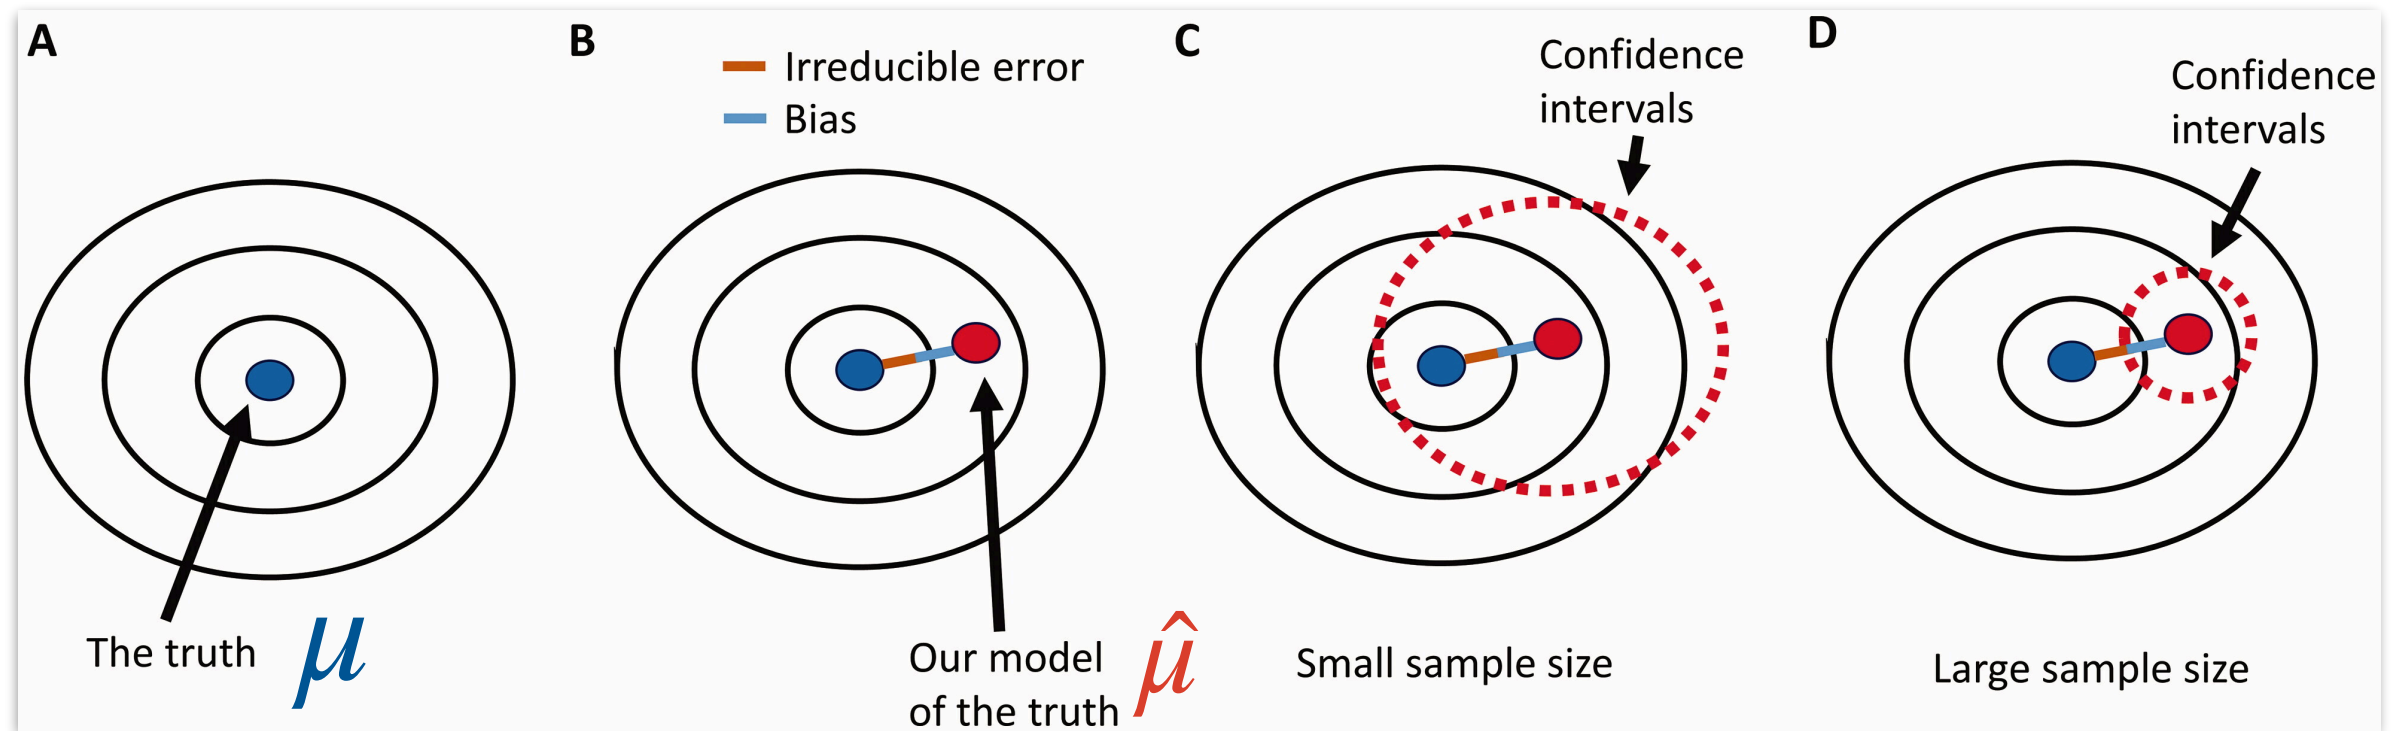 A
The truth μ
B
Irreducible error
Bias
Our model
of the truth μ̂
C
Confidence
intervals
Small sample size
D
Confidence
intervals
Large sample size